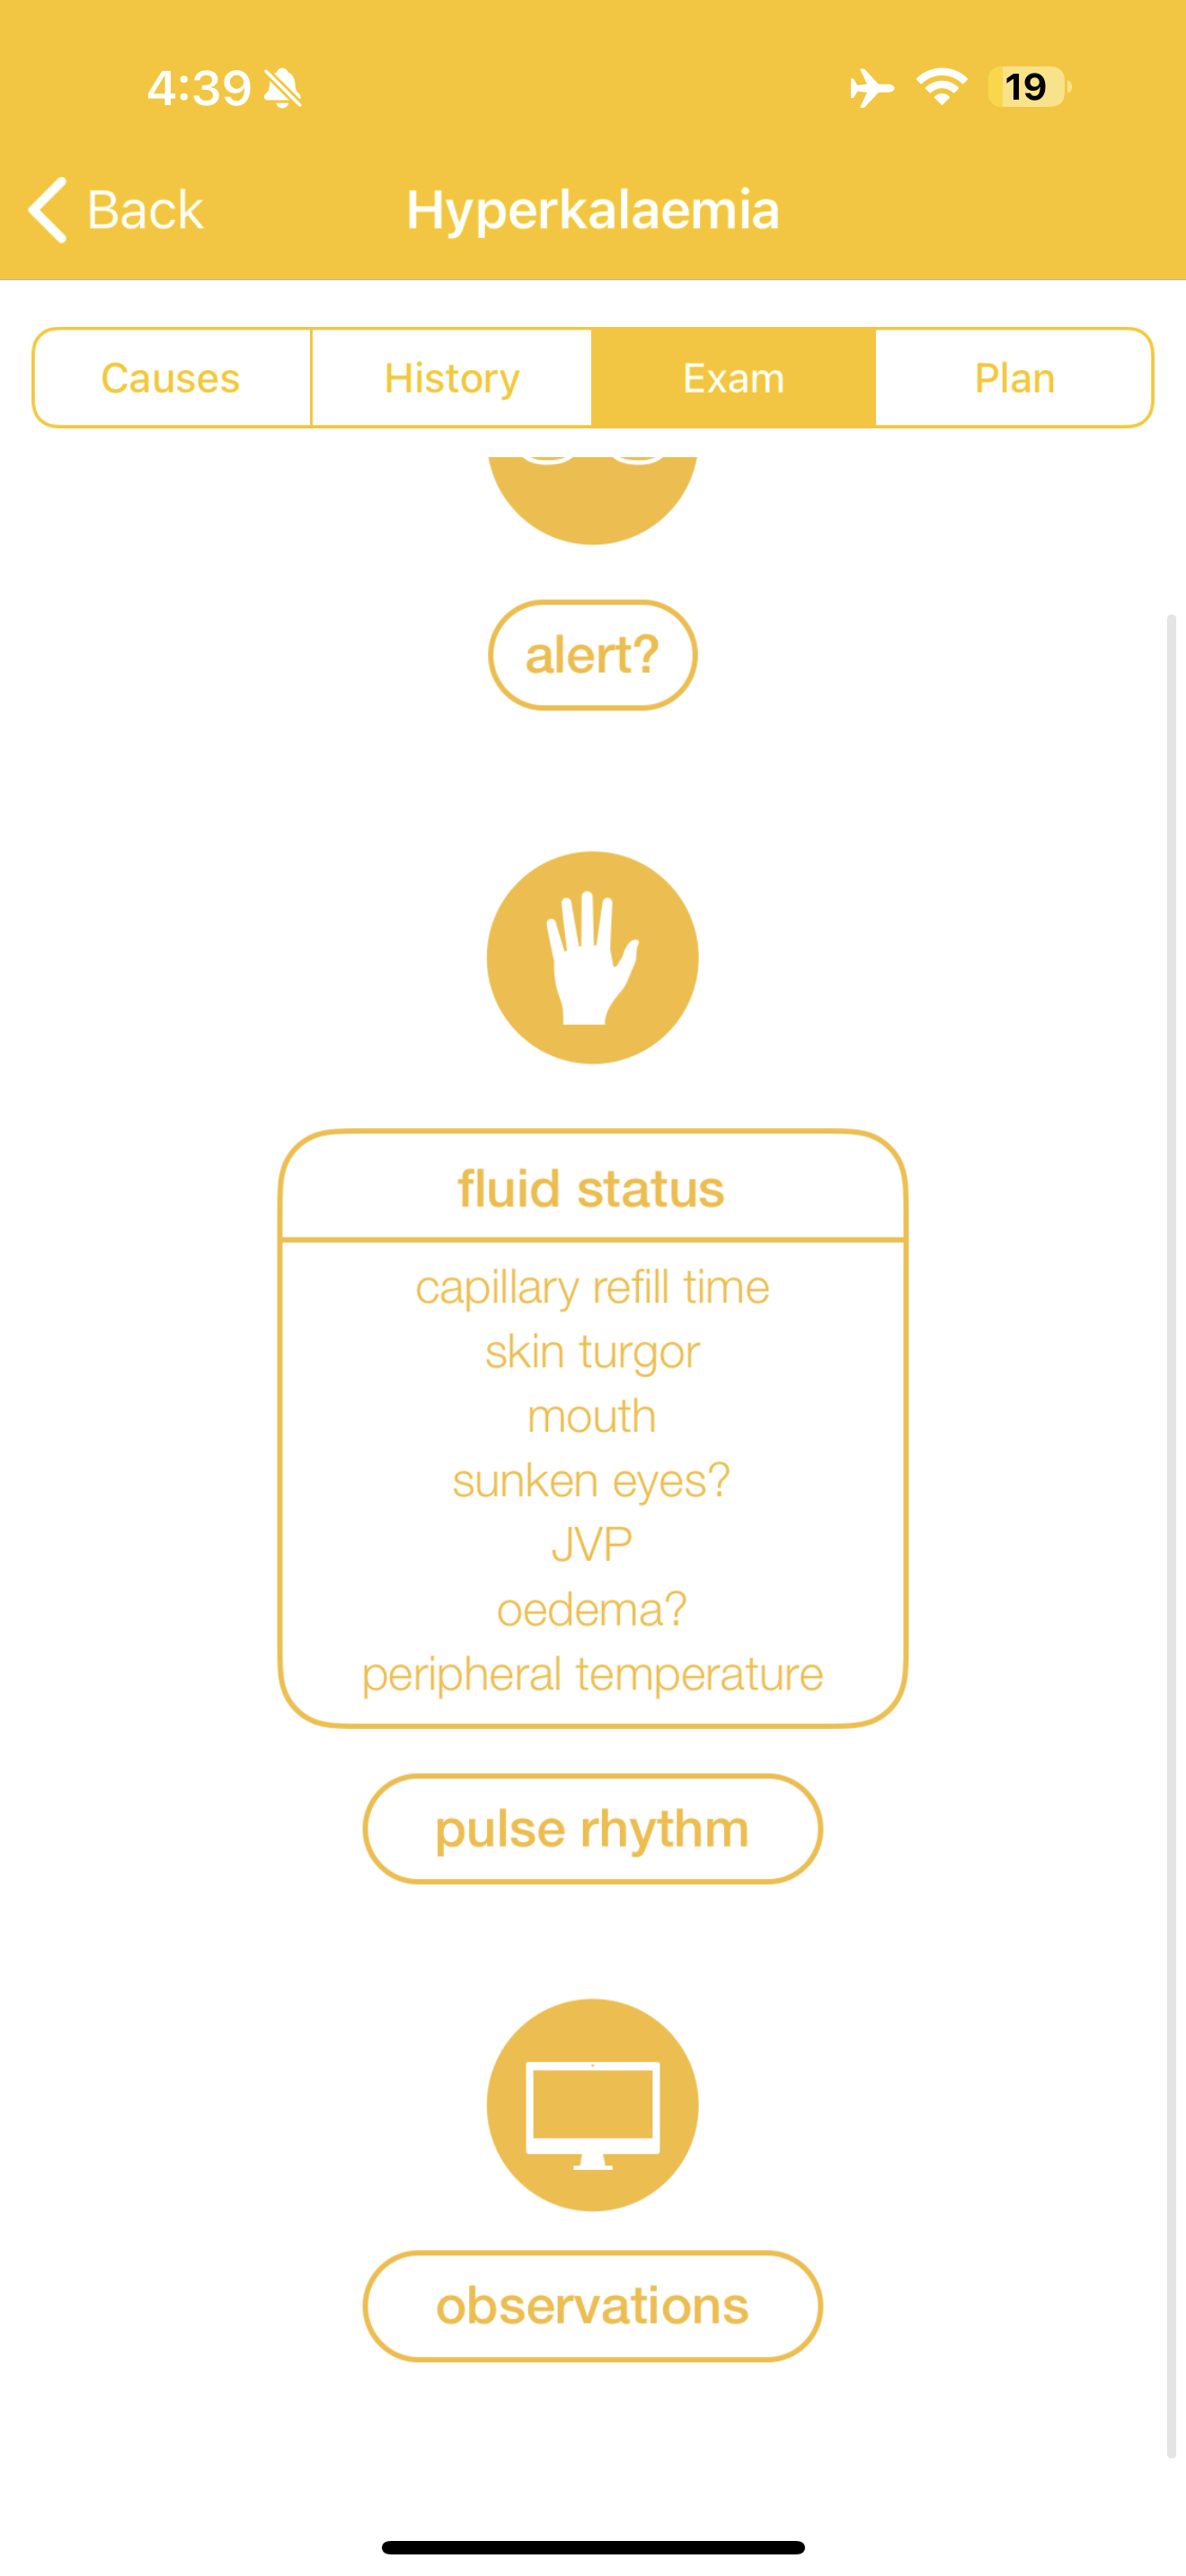 4:39
19
Back
Hyperkalaemia
Causes
History
Exam
Plan
alert?
fluid status
capillary refill time
skin turgor
mouth
sunken eyes?
JVP
oedema?
peripheral temperature
pulse rhythm
observations